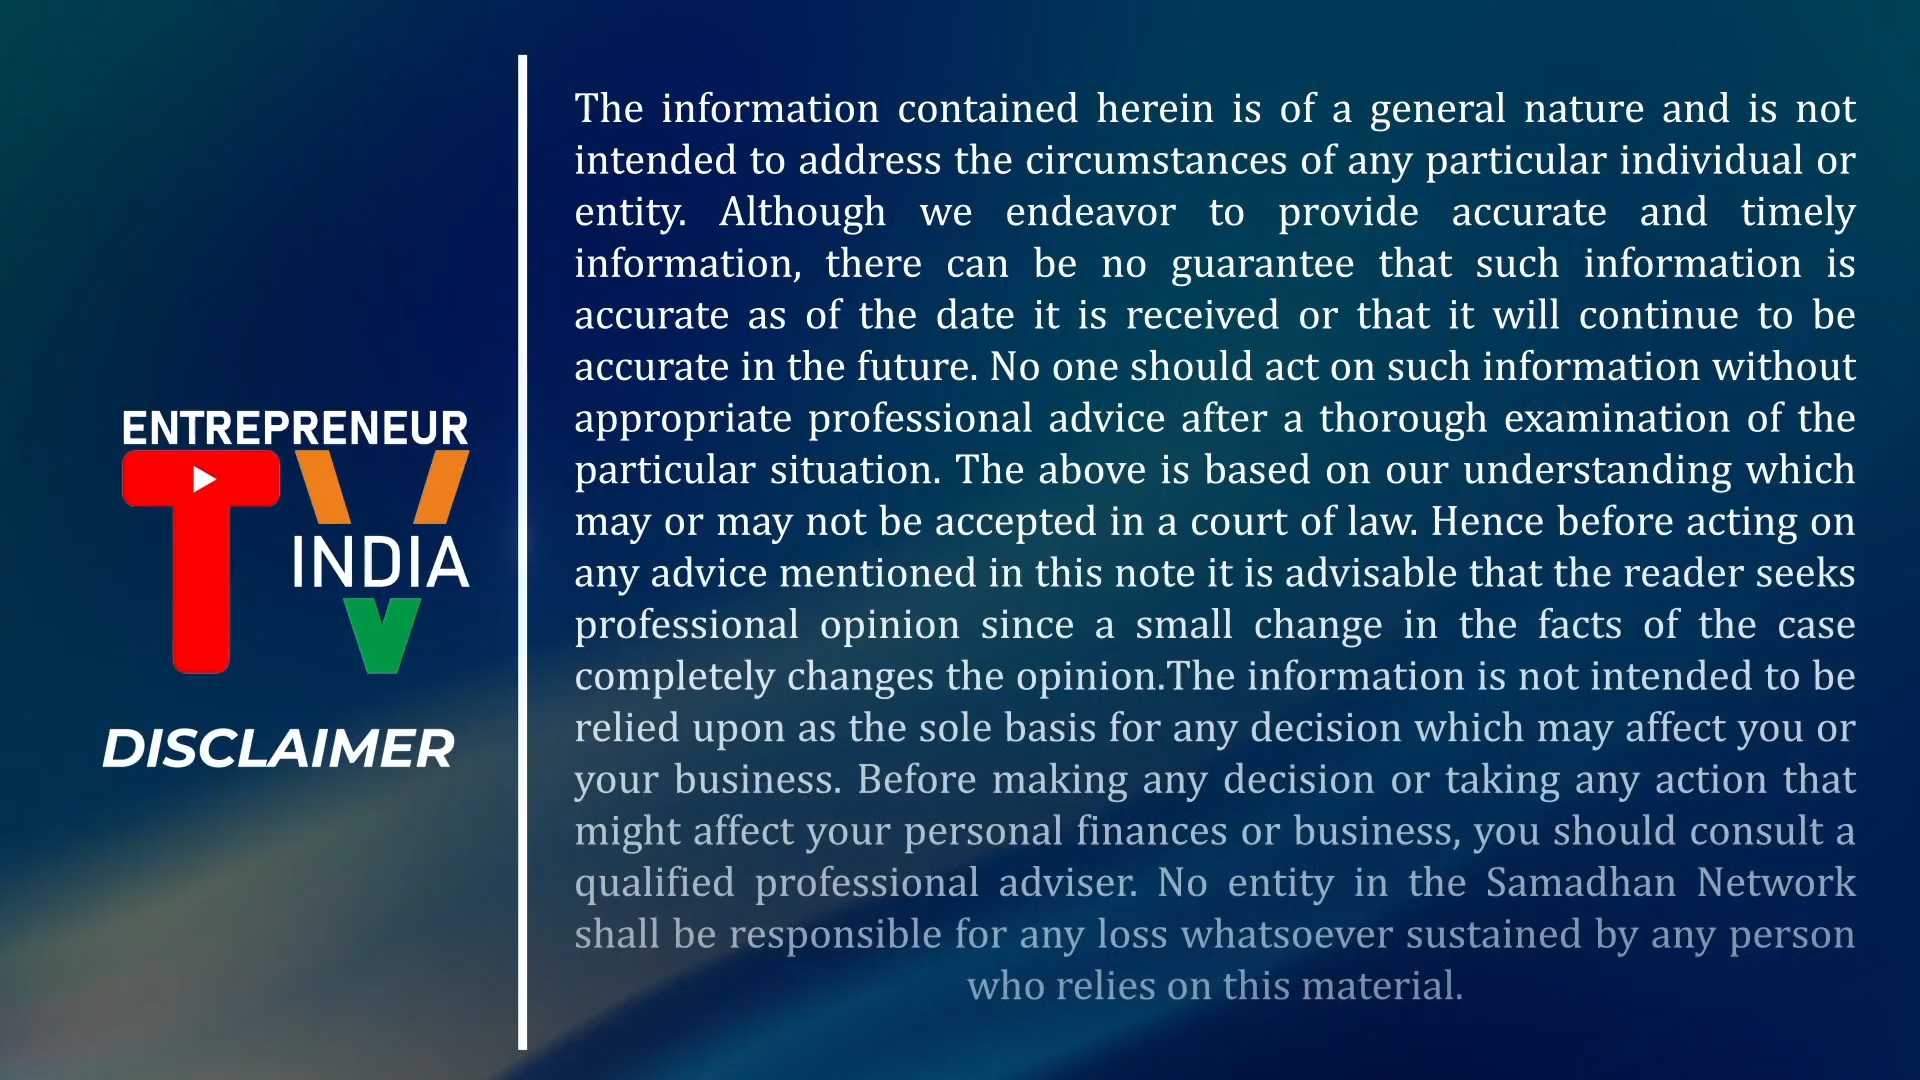 ENTREPRENEUR
TV
INDIA
DISCLAIMER
The information contained herein is of a general nature and is not
intended to address the circumstances of any particular individual or
entity. Although we endeavor to provide accurate and timely
information, there can be no guarantee that such information is
accurate as of the date it is received or that it will continue to be
accurate in the future. No one should act on such information without
appropriate professional advice after a thorough examination of the
particular situation. The above is based on our understanding which
may or may not be accepted in a court of law. Hence before acting on
any advice mentioned in this note it is advisable that the reader seeks
professional opinion since a small change in the facts of the case
completely changes the opinion.The information is not intended to be
relied upon as the sole basis for any decision which may affect you or
your business. Before making any decision or taking any action that
might affect your personal finances or business, you should consult a
qualified professional adviser. No entity in the Samadhan Network
shall be responsible for any loss whatsoever sustained by any person
who relies on this material.